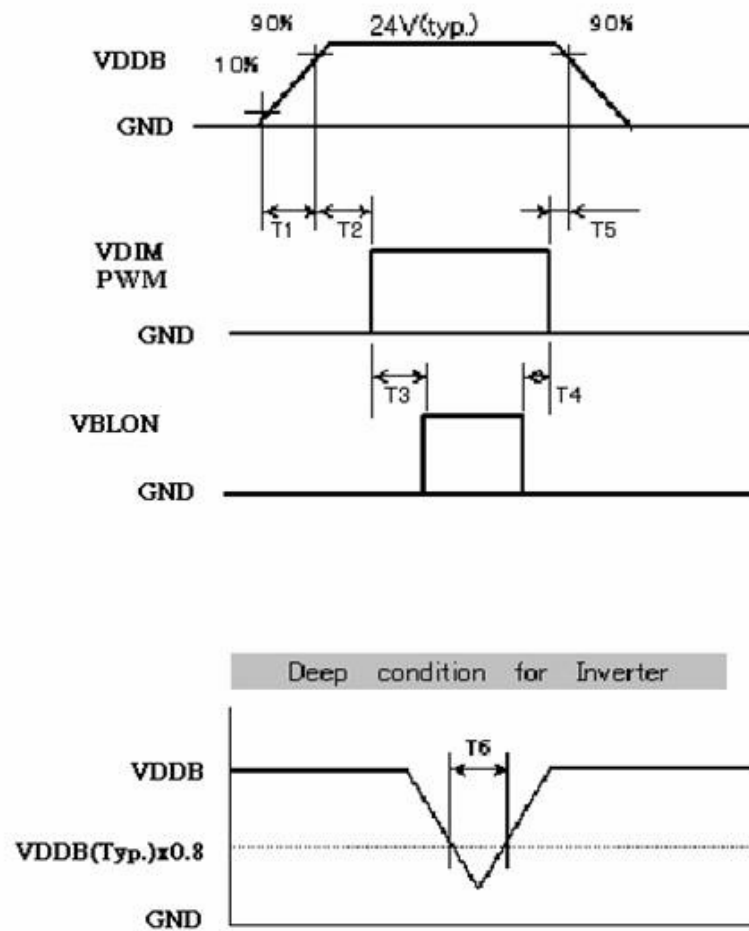 90% 24V(typ.) 90%
VDDB 10%
GND
T1 T2 T5
VDIM
PWM
GND
T3 T4
VBLON
GND
Deep condition for Inverter
T6
VDDB
VDDB(Typ.)x0.8
GND